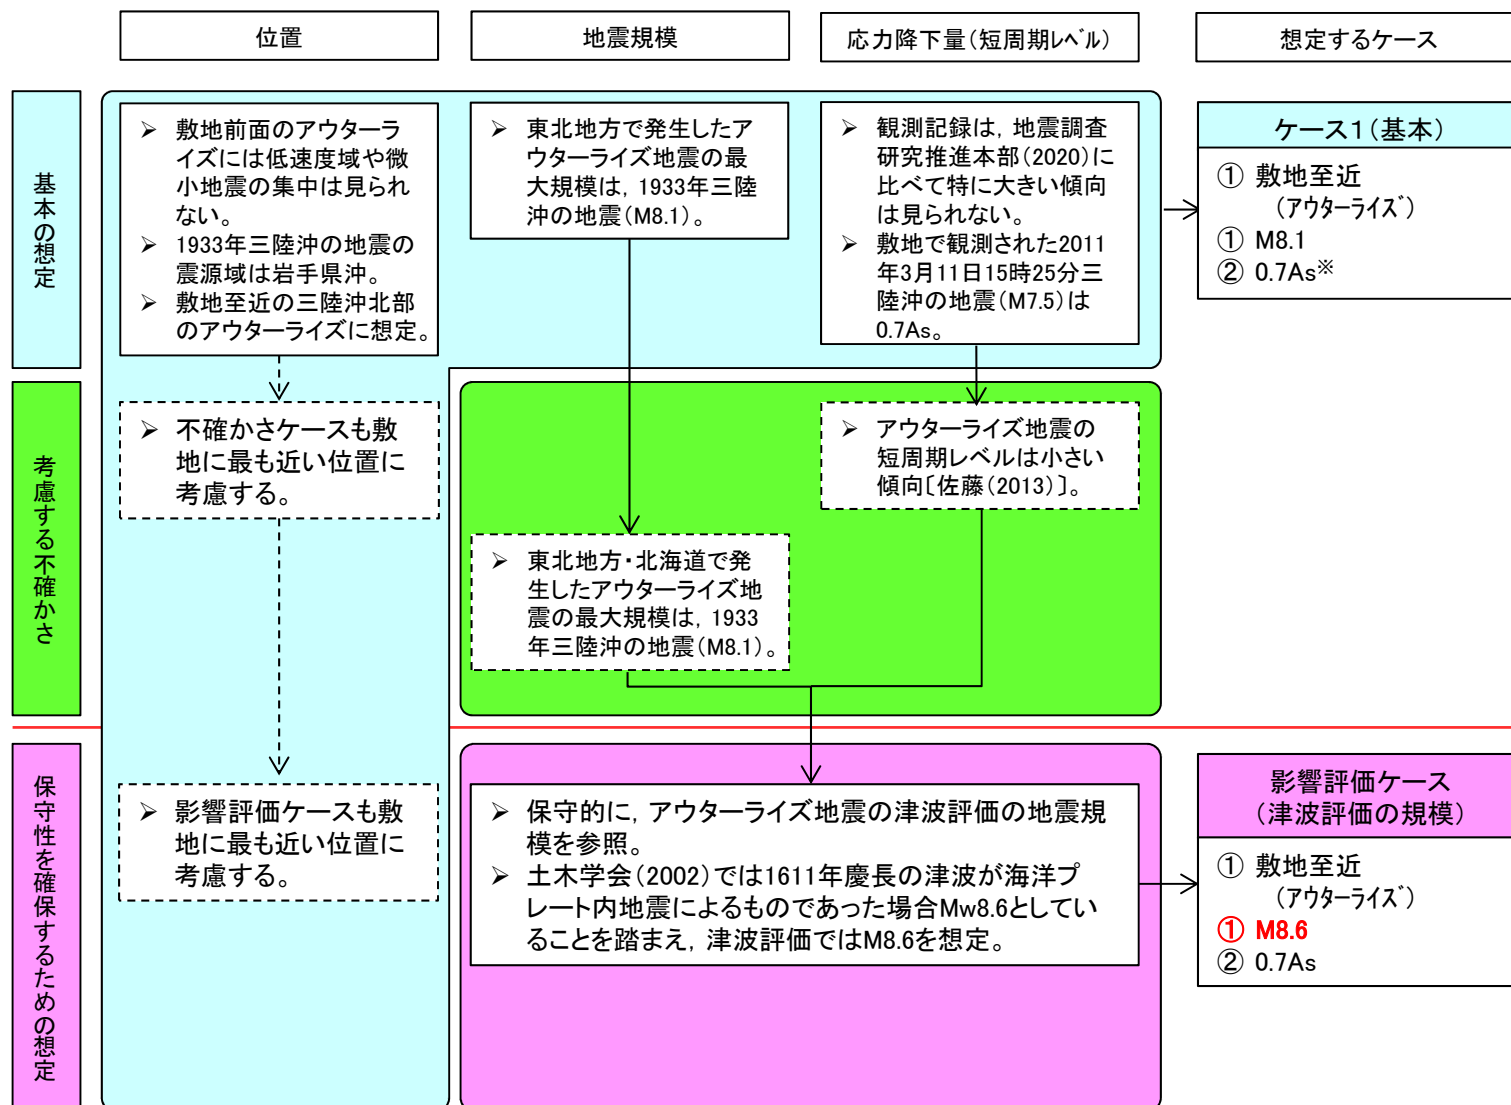 位置
地震規模
応力降下量(短周期ﾚﾍﾞﾙ)
想定するケース
基本の想定
➢ 敷地前面のアウターラ
イズには低速度域や微
小地震の集中は見られ
ない。
➢ 1933年三陸沖の地震の
震源域は岩手県沖。
➢ 敷地至近の三陸沖北部
のアウターライズに想定。
➢ 東北地方で発生したア
ウターライズ地震の最
大規模は，1933年三陸
沖の地震(M8.1)。
➢ 観測記録は，地震調査
研究推進本部(2020)に
比べて特に大きい傾向
は見られない。
➢ 敷地で観測された2011
年3月11日15時25分三
陸沖の地震(M7.5)は
0.7As。
ケース1(基本)
① 敷地至近
(ｱｳﾀｰﾗｲｽﾞ)
① M8.1
② 0.7As※
考慮する不確かさ
➢ 不確かさケースも敷
地に最も近い位置に
考慮する。
➢ アウターライズ地震の
短周期レベルは小さい
傾向〔佐藤(2013)〕。
➢ 東北地方・北海道で発
生したアウターライズ地
震の最大規模は，1933
年三陸沖の地震(M8.1)。
保守性を確保するための想定
➢ 影響評価ケースも敷
地に最も近い位置に
考慮する。
➢ 保守的に，アウターライズ地震の津波評価の地震規
模を参照。
➢ 土木学会(2002)では1611年慶長の津波が海洋プ
レート内地震によるものであった場合Mw8.6としてい
ることを踏まえ，津波評価ではM8.6を想定。
影響評価ケース
(津波評価の規模)
① 敷地至近
(ｱｳﾀｰﾗｲｽﾞ)
① M8.6
② 0.7As